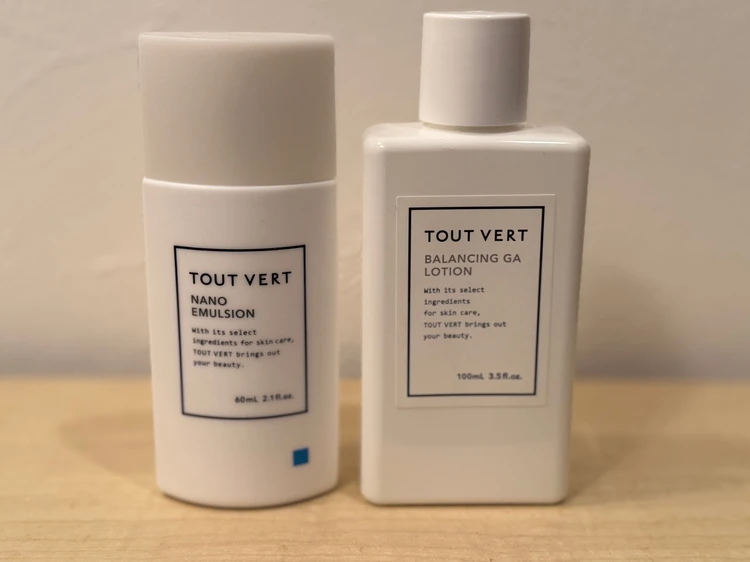 TOUT VERT
NANO
EMULSION
With its select
ingredients for skin care,
TOUT VERT brings out
your beauty.
60mL 2.1fl.oz.
TOUT VERT
BALANCING GA
LOTION
With its select
ingredients
for skin care,
TOUT VERT brings out
your beauty.
100mL 3.5fl.oz.